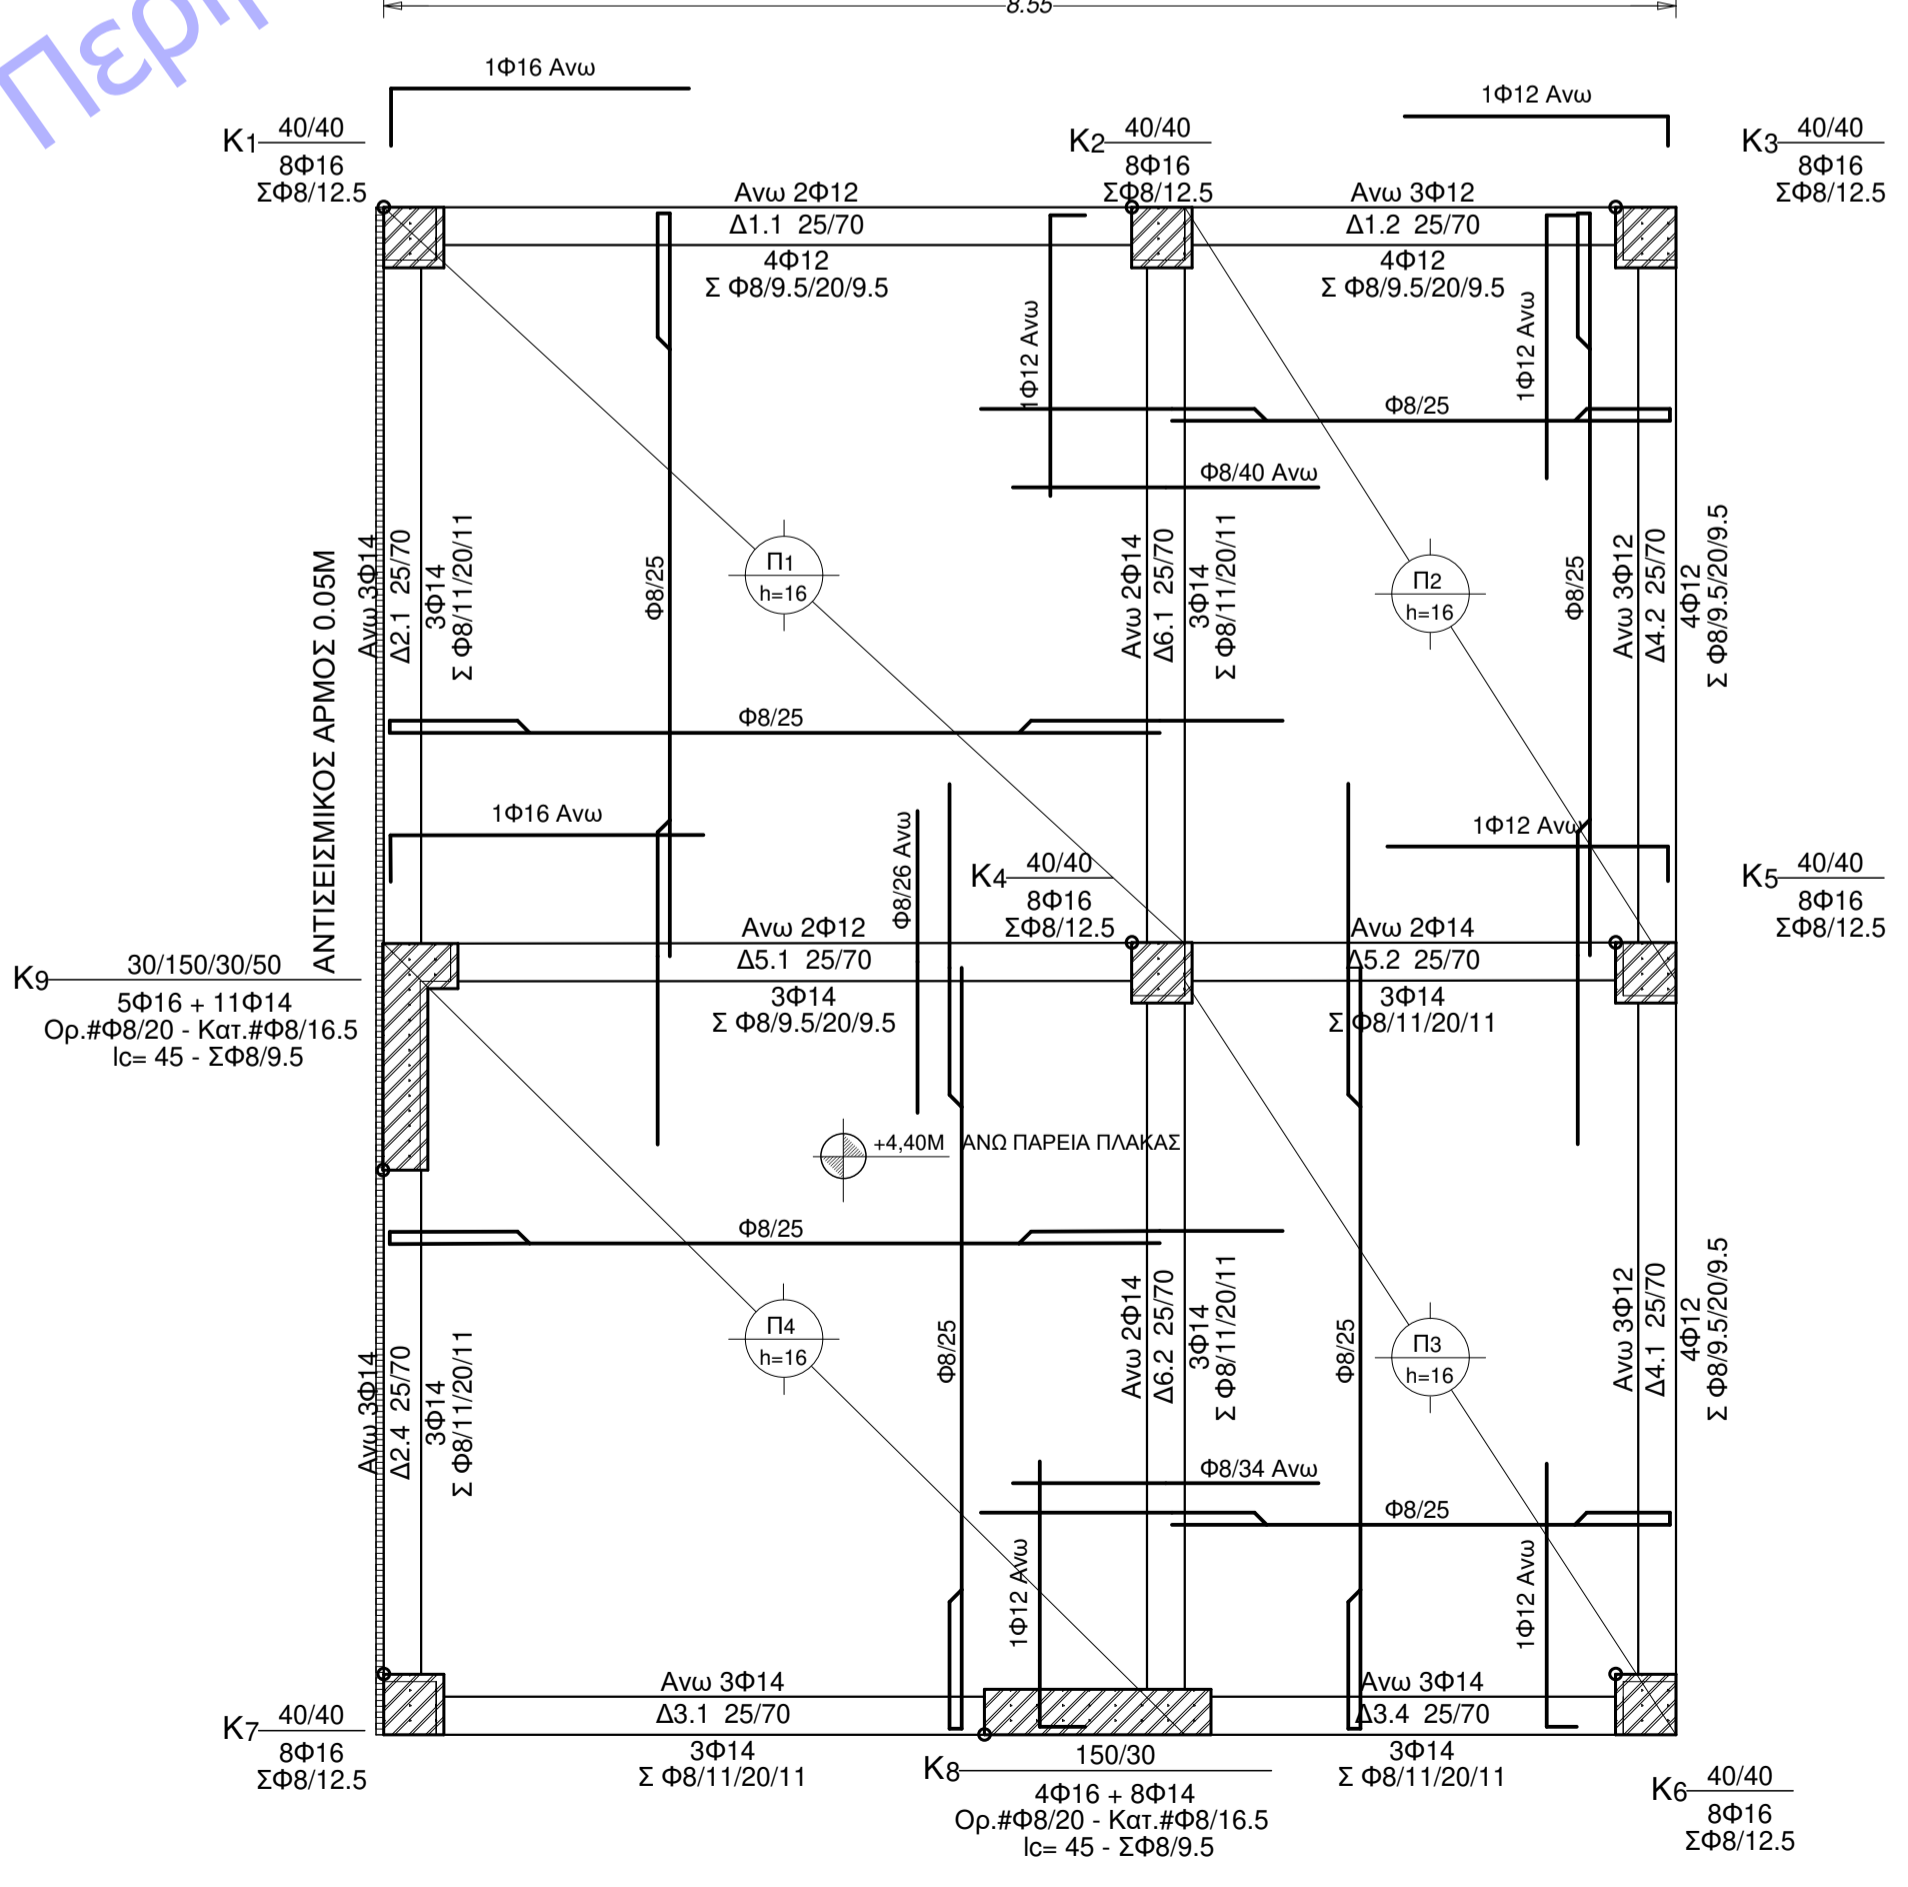 8.55
Περι
1Φ16 Ανω
1Φ12 Ανω
K1
40/40
8Φ16
ΣΦ8/12.5
K2
40/40
8Φ16
ΣΦ8/12.5
K3
40/40
8Φ16
ΣΦ8/12.5
Ανω 2Φ12
Δ1.1 25/70
4Φ12
Σ Φ8/9.5/20/9.5
Ανω 3Φ12
Δ1.2 25/70
4Φ12
Σ Φ8/9.5/20/9.5
1Φ12 Ανω
1Φ12 Ανω
Φ8/25
Φ8/40 Ανω
ΑΝΤΙΣΕΙΣΜΙΚΟΣ ΑΡΜΟΣ 0.05Μ
Ανω 3Φ14
Δ2.1 25/70
3Φ14
Σ Φ8/11/20/11
Φ8/25
Π1
h=16
Ανω 2Φ14
Δ6.1 25/70
3Φ14
Σ Φ8/11/20/11
Π2
h=16
Φ8/25
Ανω 3Φ12
Δ4.2 25/70
4Φ12
Σ Φ8/9.5/20/9.5
Φ8/25
1Φ16 Ανω
Φ8/26 Ανω
1Φ12 Ανω
K4
40/40
8Φ16
ΣΦ8/12.5
K5
40/40
8Φ16
ΣΦ8/12.5
K9
30/150/30/50
5Φ16 + 11Φ14
Ορ.#Φ8/20 - Κατ.#Φ8/16.5
lc= 45 - ΣΦ8/9.5
Ανω 2Φ12
Δ5.1 25/70
3Φ14
Σ Φ8/9.5/20/9.5
Ανω 2Φ14
Δ5.2 25/70
3Φ14
Σ Φ8/11/20/11
+4,40Μ ΑΝΩ ΠΑΡΕΙΑ ΠΛΑΚΑΣ
Φ8/25
Ανω 3Φ14
Δ2.4 25/70
3Φ14
Σ Φ8/11/20/11
Π4
h=16
Φ8/25
Ανω 2Φ14
Δ6.2 25/70
3Φ14
Σ Φ8/11/20/11
Φ8/25
Π3
h=16
Ανω 3Φ12
Δ4.1 25/70
4Φ12
Σ Φ8/9.5/20/9.5
Φ8/34 Ανω
Φ8/25
1Φ12 Ανω
1Φ12 Ανω
K7
40/40
8Φ16
ΣΦ8/12.5
Ανω 3Φ14
Δ3.1 25/70
3Φ14
Σ Φ8/11/20/11
K8
150/30
4Φ16 + 8Φ14
Ορ.#Φ8/20 - Κατ.#Φ8/16.5
lc= 45 - ΣΦ8/9.5
Ανω 3Φ14
Δ3.4 25/70
3Φ14
Σ Φ8/11/20/11
K6
40/40
8Φ16
ΣΦ8/12.5